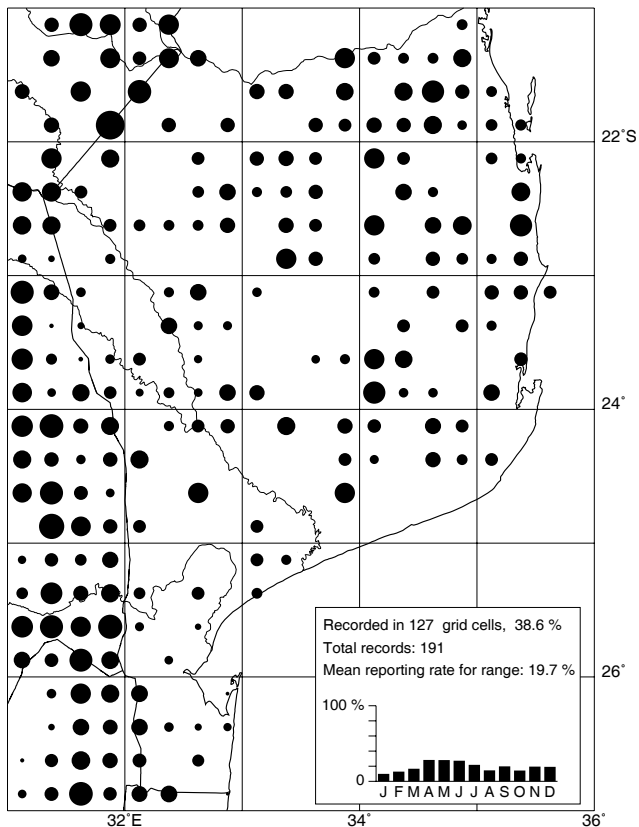 22°S
24°
Recorded in 127 grid cells, 38.6 %
Total records: 191
Mean reporting rate for range: 19.7 %
26°
100 %
0
J F M A M J J A S O N D
32°E
34°
36°